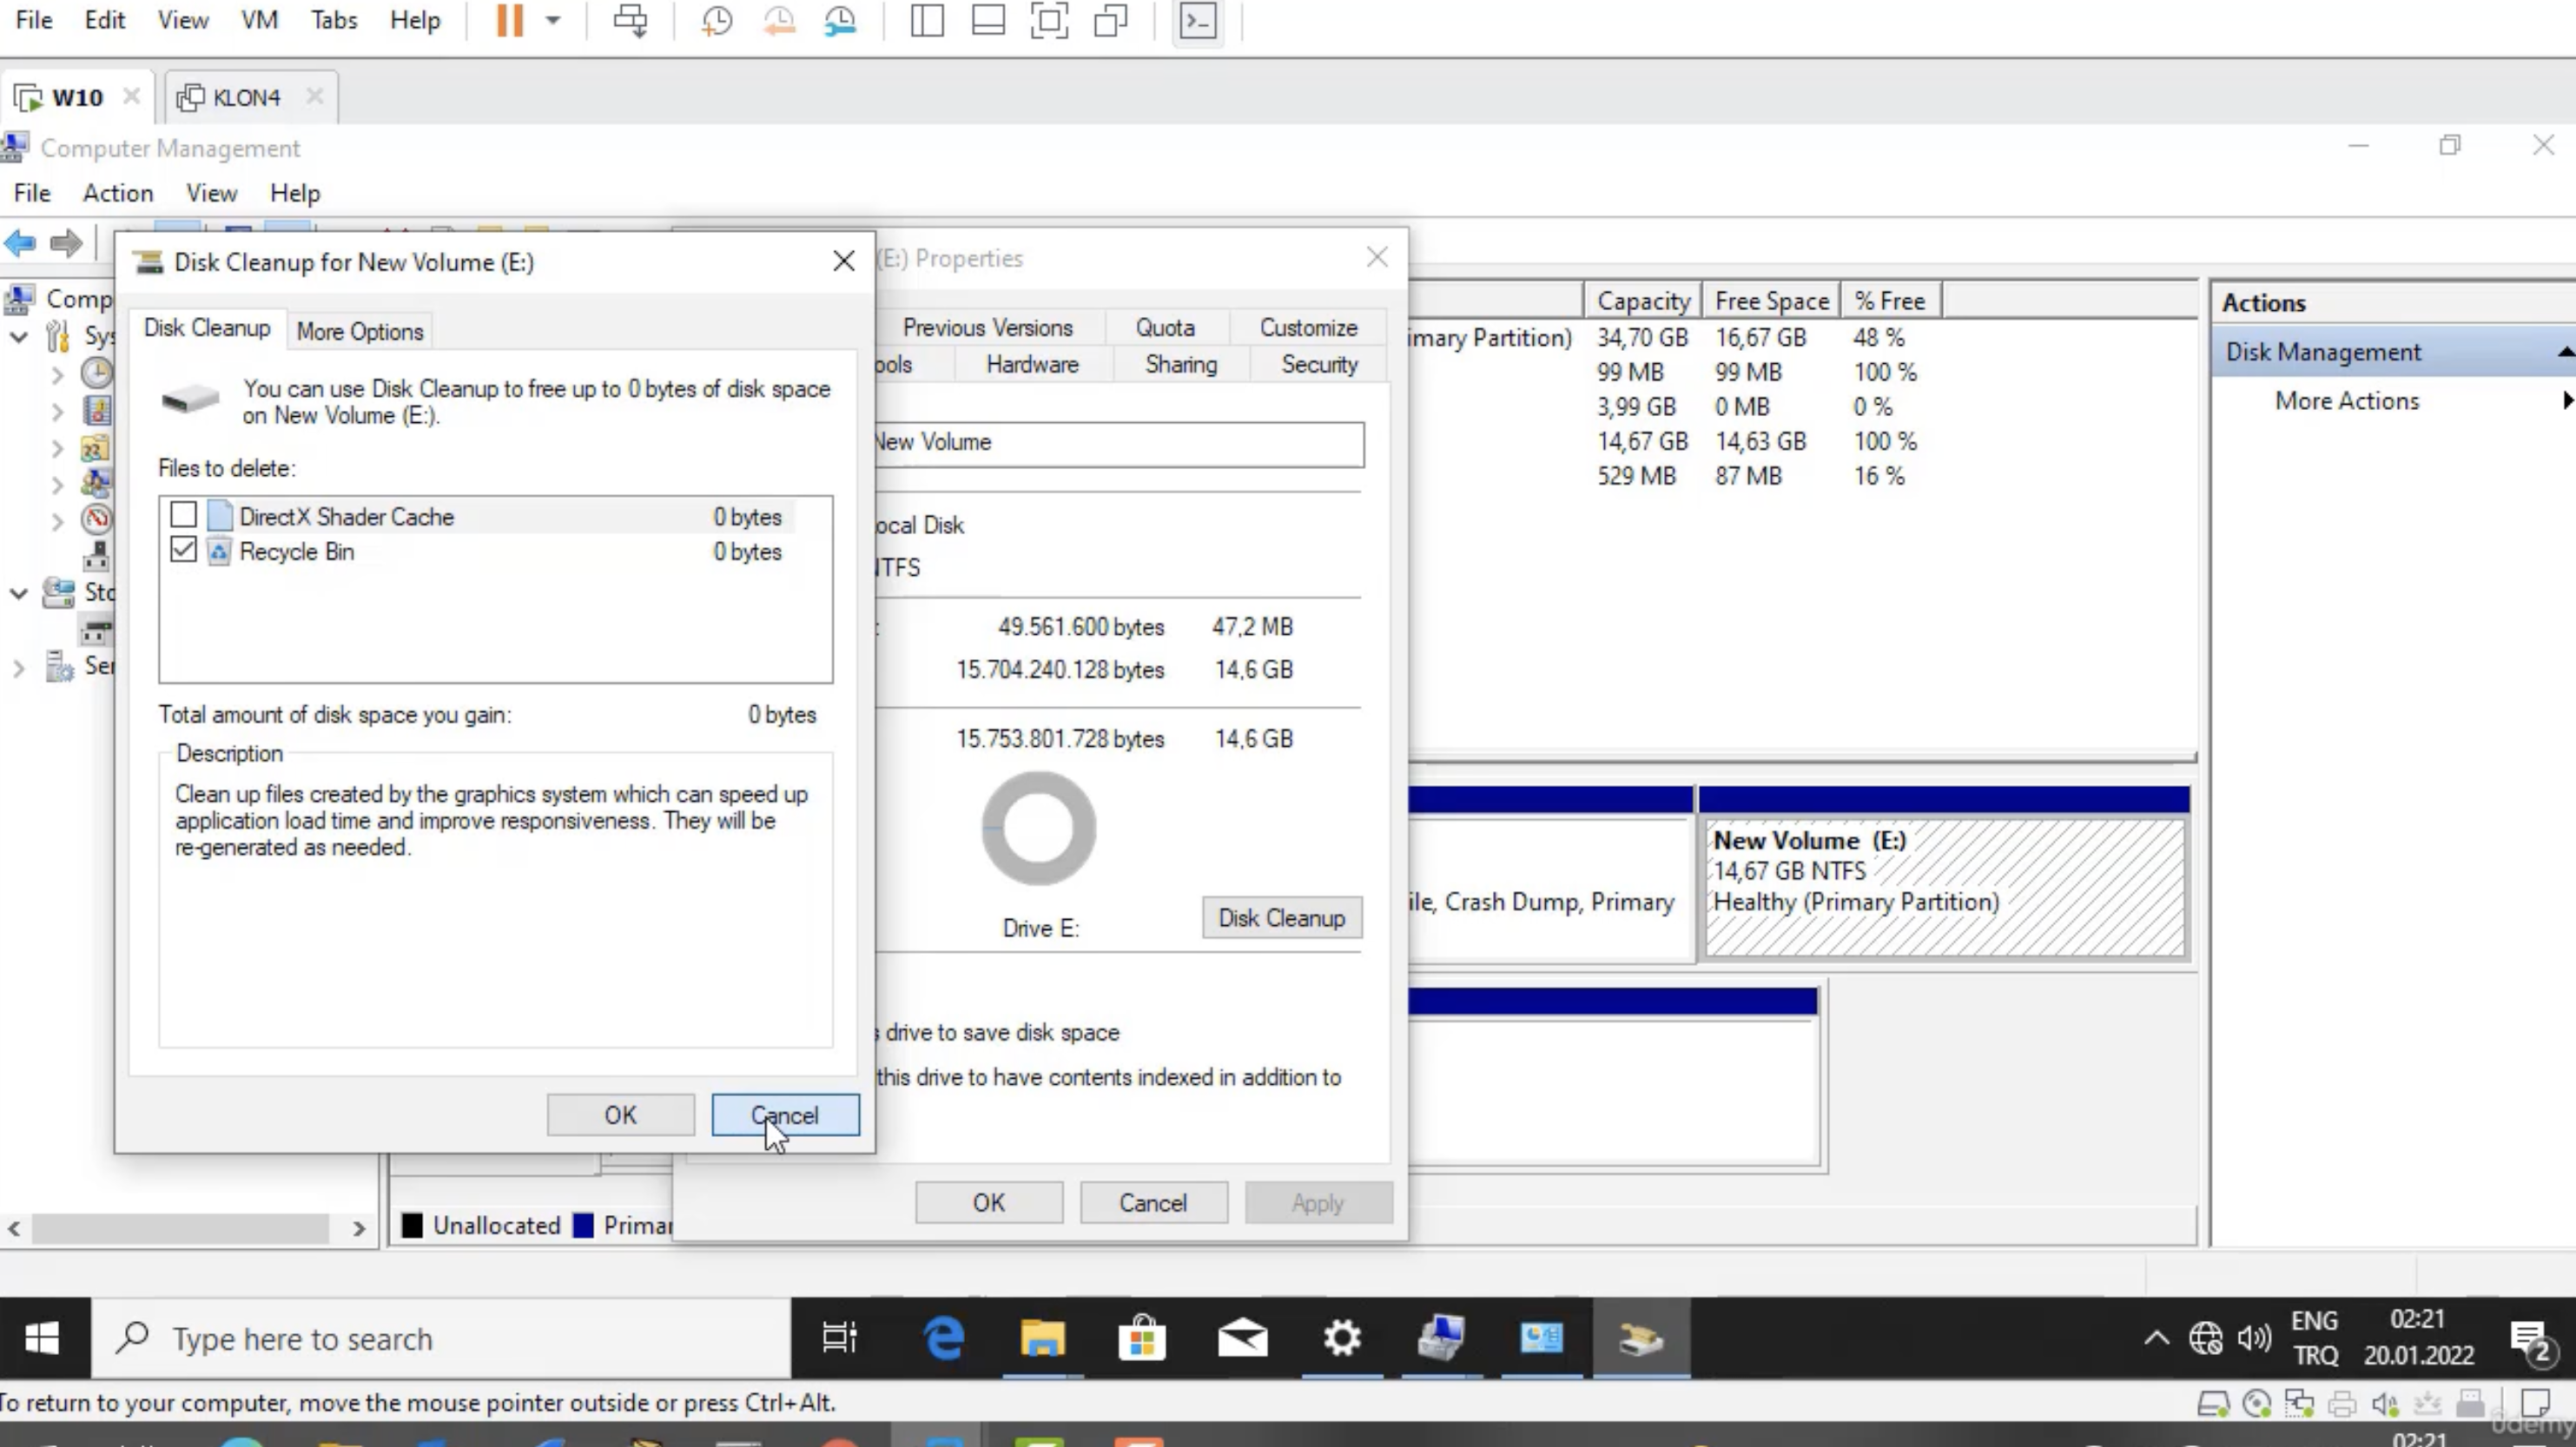 File Edit View VM Tabs Help
W10 KLON4
Computer Management
File Action View Help
Disk Cleanup for New Volume (E:)
Disk Cleanup More Options
You can use Disk Cleanup to free up to 0 bytes of disk space
on New Volume (E:).
Files to delete:
DirectX Shader Cache 0 bytes
Recycle Bin 0 bytes
Total amount of disk space you gain: 0 bytes
Description
Clean up files created by the graphics system which can speed up
application load time and improve responsiveness. They will be
re-generated as needed.
OK Cancel
(E:) Properties
Previous Versions Quota Customize
ools Hardware Sharing Security
New Volume
ocal Disk
NTFS
: 49.561.600 bytes 47,2 MB
15.704.240.128 bytes 14,6 GB
15.753.801.728 bytes 14,6 GB
Drive E:
Disk Cleanup
s drive to save disk space
this drive to have contents indexed in addition to
OK Cancel Apply
Comp
Sys
Sto
Ser
Capacity Free Space % Free
imary Partition) 34,70 GB 16,67 GB 48 %
99 MB 99 MB 100 %
3,99 GB 0 MB 0 %
14,67 GB 14,63 GB 100 %
529 MB 87 MB 16 %
Actions
Disk Management
More Actions
ile, Crash Dump, Primary
New Volume (E:)
14,67 GB NTFS
Healthy (Primary Partition)
Unallocated Primar
Type here to search
ENG
TRQ
02:21
20.01.2022
2
To return to your computer, move the mouse pointer outside or press Ctrl+Alt.
udemy
02:21